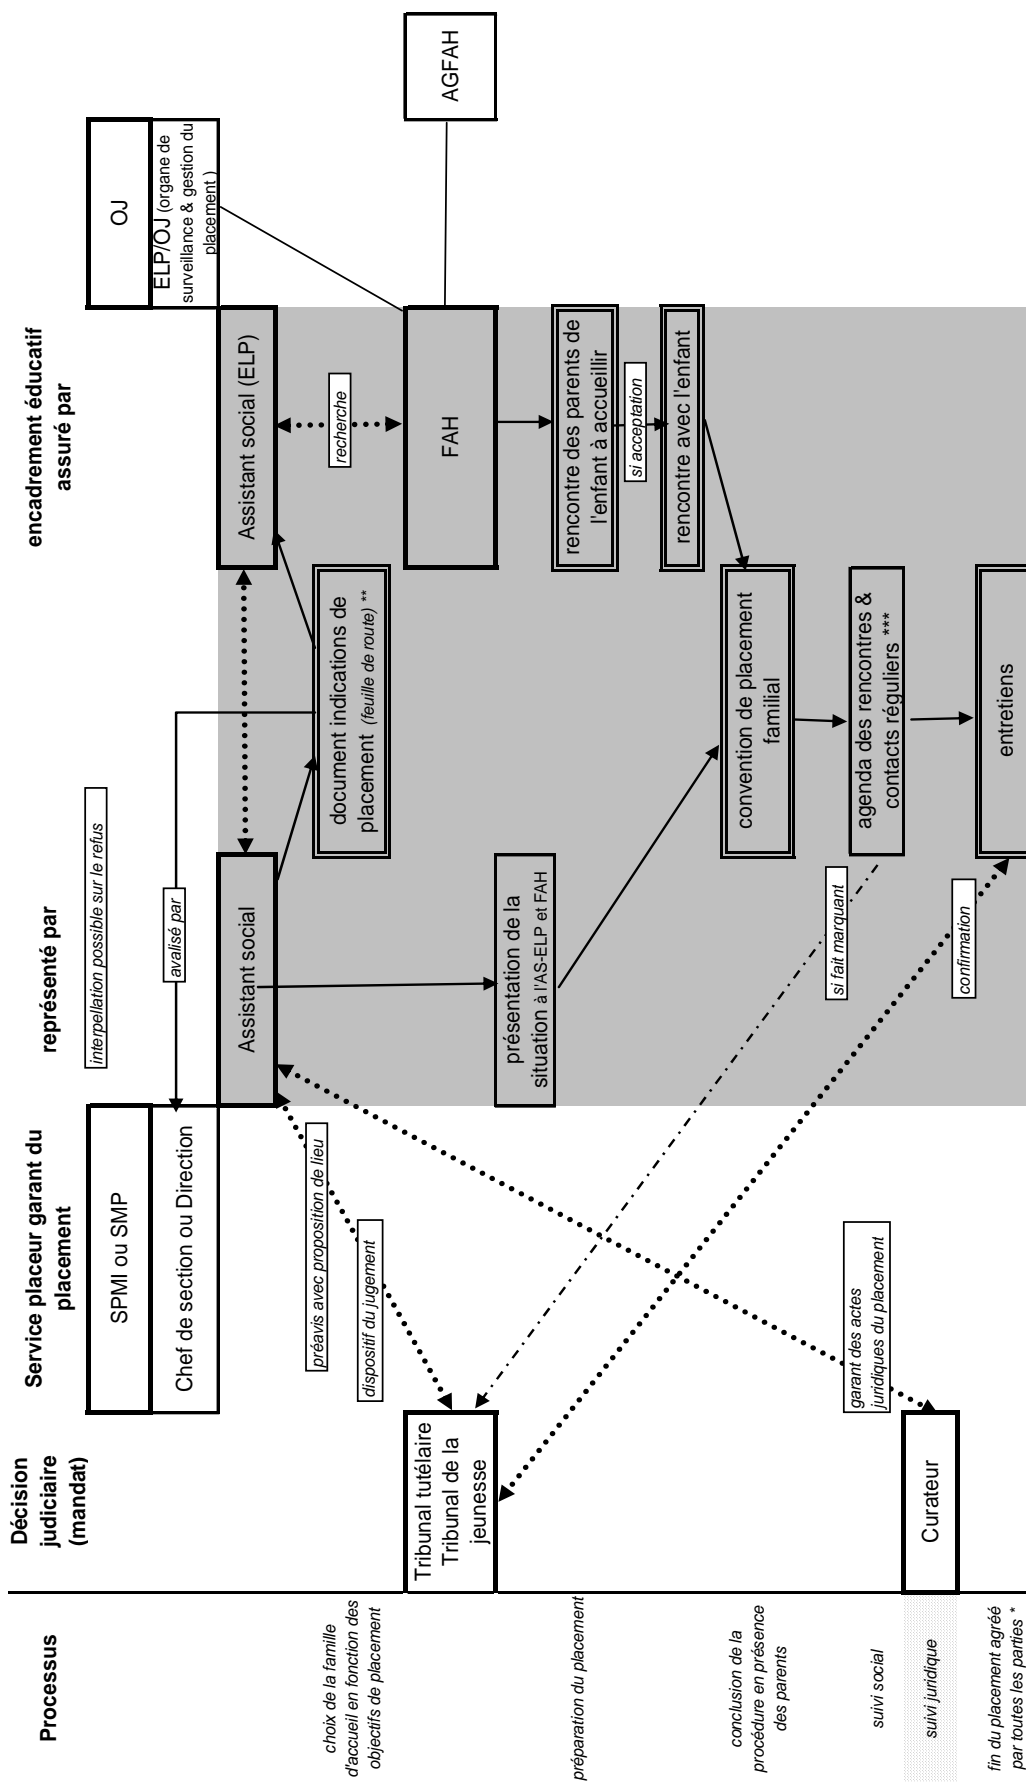 Processus
Décision
judiciaire
(mandat)
Service placeur garant du
placement
représenté par
encadrement éducatif
assuré par
SPMI ou SMP
Chef de section ou Direction
interpellation possible sur le refus
avalisé par
OJ
ELP/OJ (organe de
surveillance & gestion du
placement )
Assistant social
Assistant social (ELP)
choix de la famille
d'accueil en fonction des
objectifs de placement
préavis avec proposition de lieu
dispositif du jugement
document indications de
placement (feuille de route) **
recherche
Tribunal tutélaire
Tribunal de la
jeunesse
FAH
AGFAH
préparation du placement
présentation de la
situation à l'AS-ELP et FAH
rencontre des parents de
l'enfant à accueillir
si acceptation
rencontre avec l'enfant
conclusion de la
procédure en présence
des parents
convention de placement
familial
suivi social
garant des actes
juridiques du placement
si fait marquant
agenda des rencontres &
contacts réguliers ***
suivi juridique
Curateur
confirmation
fin du placement agréé
par toutes les parties *
entretiens